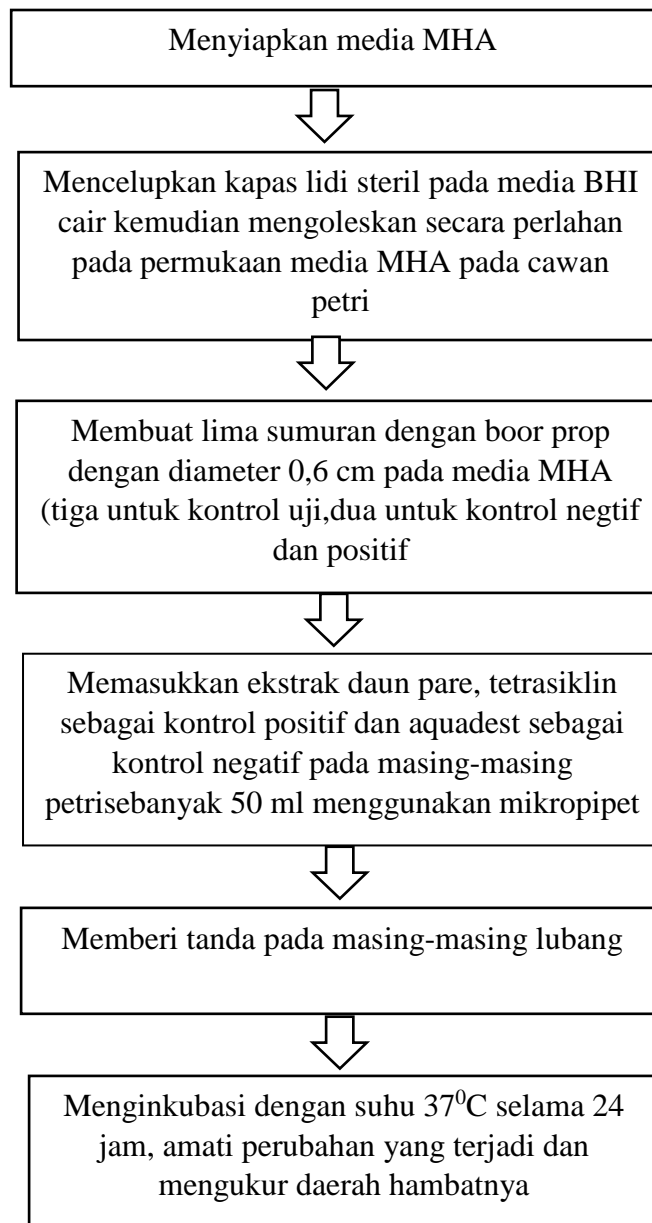 Menyiapkan media MHA
Mencelupkan kapas lidi steril pada media BHI
cair kemudian mengoleskan secara perlahan
pada permukaan media MHA pada cawan
petri
Membuat lima sumuran dengan boor prop
dengan diameter 0,6 cm pada media MHA
(tiga untuk kontrol uji,dua untuk kontrol negtif
dan positif
Memasukkan ekstrak daun pare, tetrasiklin
sebagai kontrol positif dan aquadest sebagai
kontrol negatif pada masing-masing
petrisebanyak 50 ml menggunakan mikropipet
Memberi tanda pada masing-masing lubang
Menginkubasi dengan suhu 37⁰C selama 24
jam, amati perubahan yang terjadi dan
mengukur daerah hambatnya